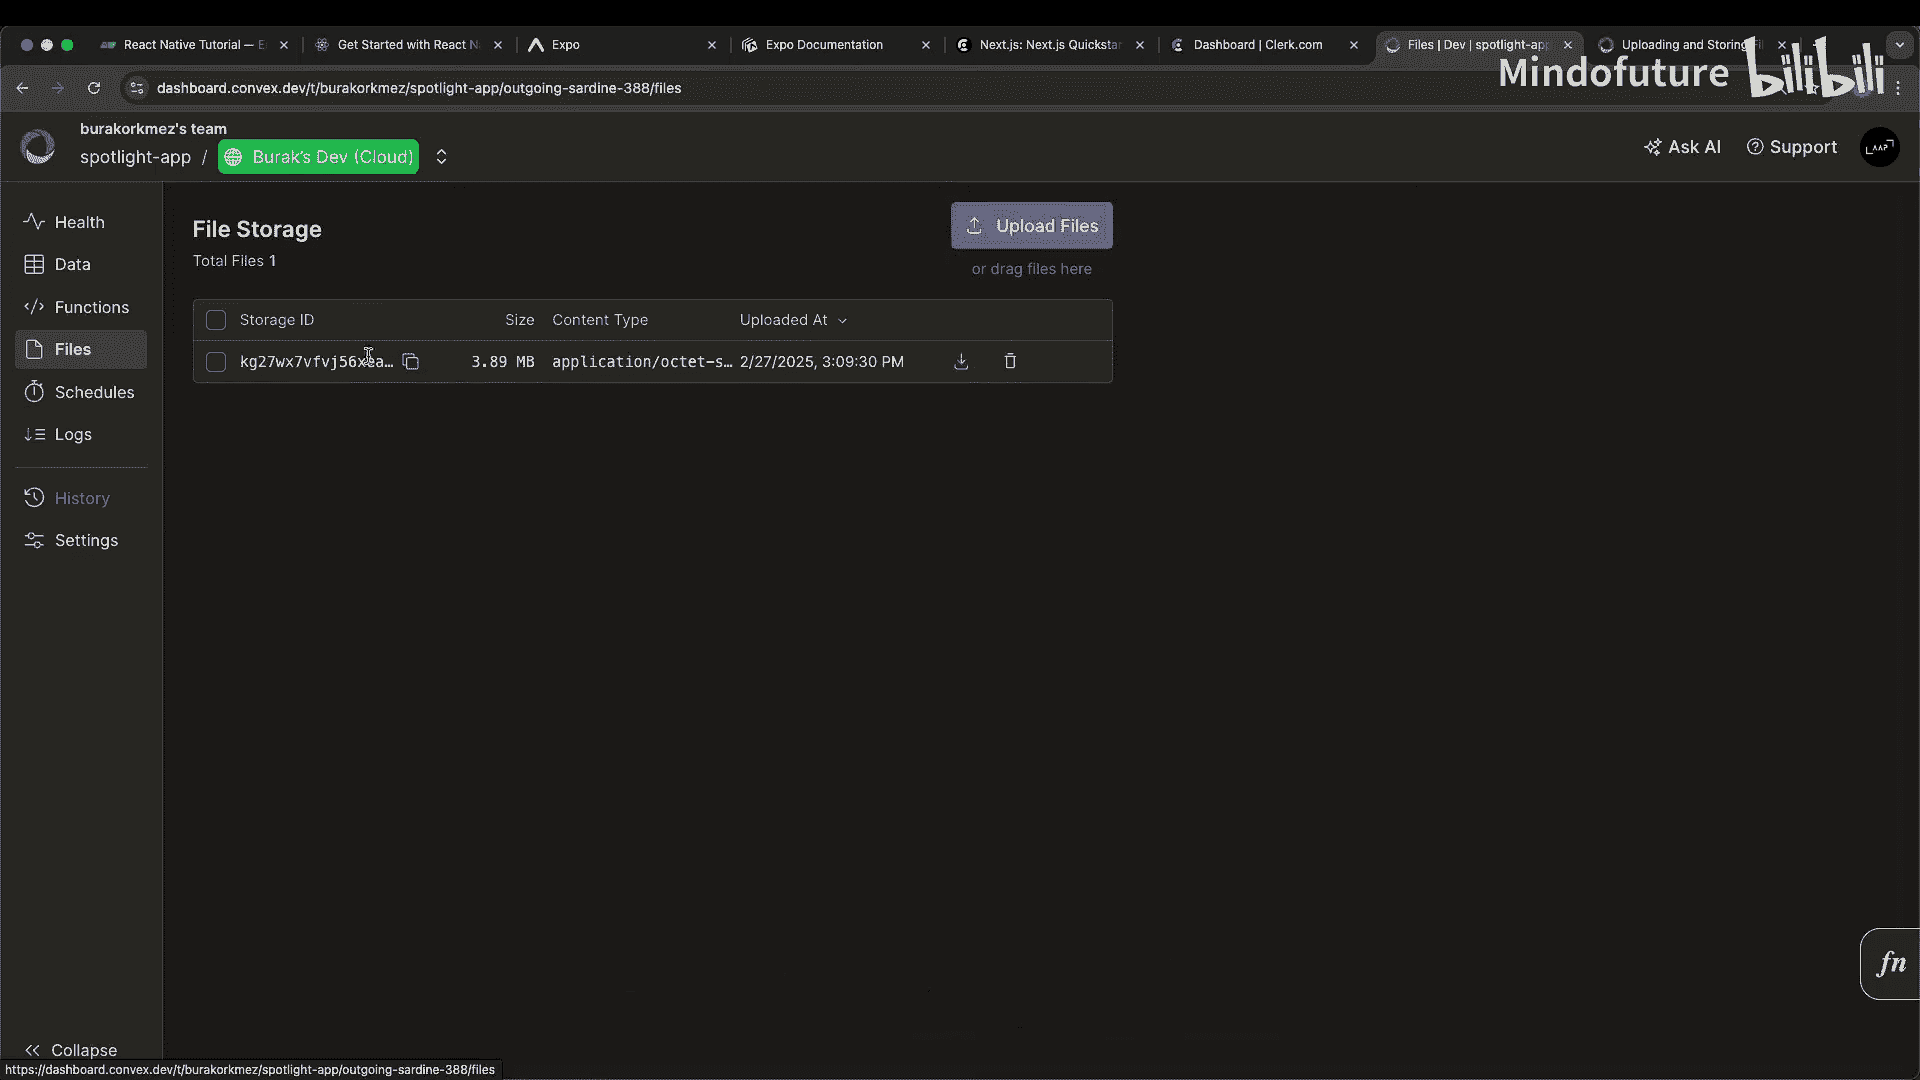 React Native Tutorial — E
Get Started with React N
Expo
Expo Documentation
Next.js: Next.js Quickstar
Dashboard | Clerk.com
Files | Dev | spotlight-app
Uploading and Storing Fi
Mindofuture bilibili
dashboard.convex.dev/t/burakorkmez/spotlight-app/outgoing-sardine-388/files
burakorkmez's team
spotlight-app / Burak's Dev (Cloud)
Ask AI
Support
Health
Data
Functions
Files
Schedules
Logs
History
Settings
Collapse
File Storage
Total Files 1
Upload Files
or drag files here
Storage ID Size Content Type Uploaded At
kg27wx7vfvj56xea… 3.89 MB application/octet-s… 2/27/2025, 3:09:30 PM
fn
https://dashboard.convex.dev/t/burakorkmez/spotlight-app/outgoing-sardine-388/files